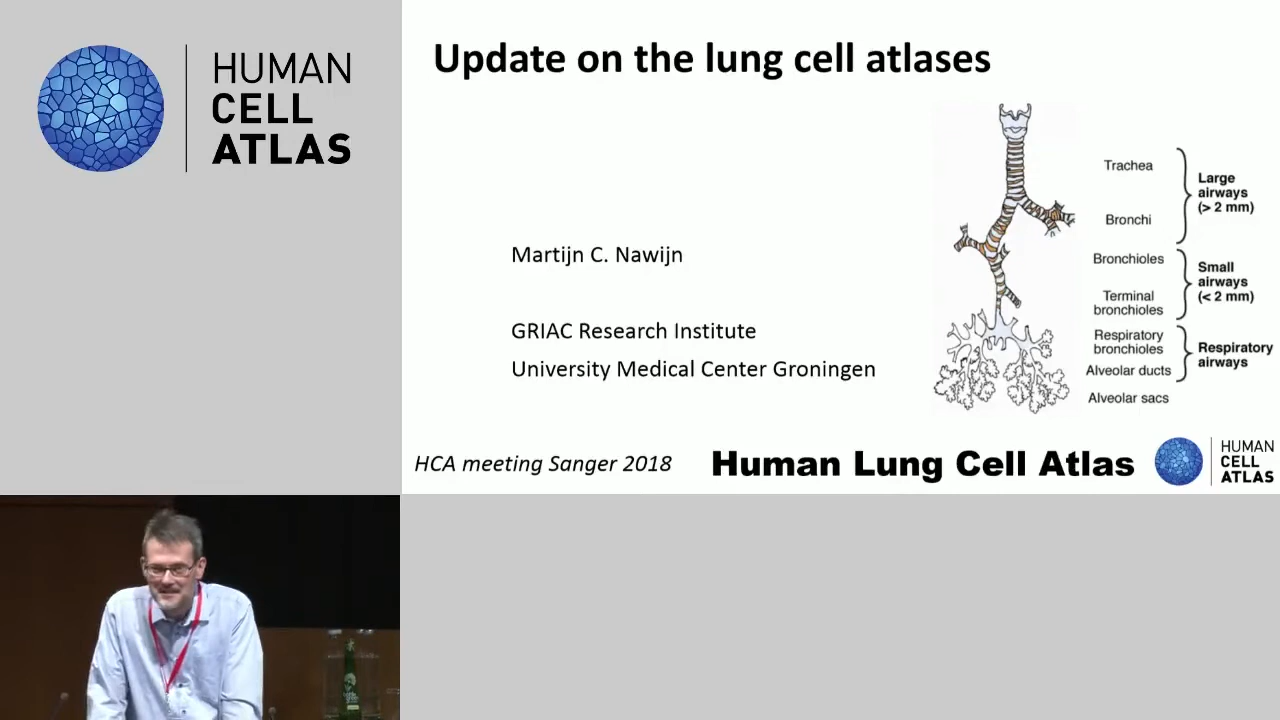 HUMAN
CELL
ATLAS
Update on the lung cell atlases
Martijn C. Nawijn
GRIAC Research Institute
University Medical Center Groningen
Trachea
Bronchi
Bronchioles
Terminal
bronchioles
Respiratory
bronchioles
Alveolar ducts
Alveolar sacs
Large
airways
(> 2 mm)
Small
airways
(< 2 mm)
Respiratory
airways
HCA meeting Sanger 2018
Human Lung Cell Atlas
HUMAN
CELL
ATLAS